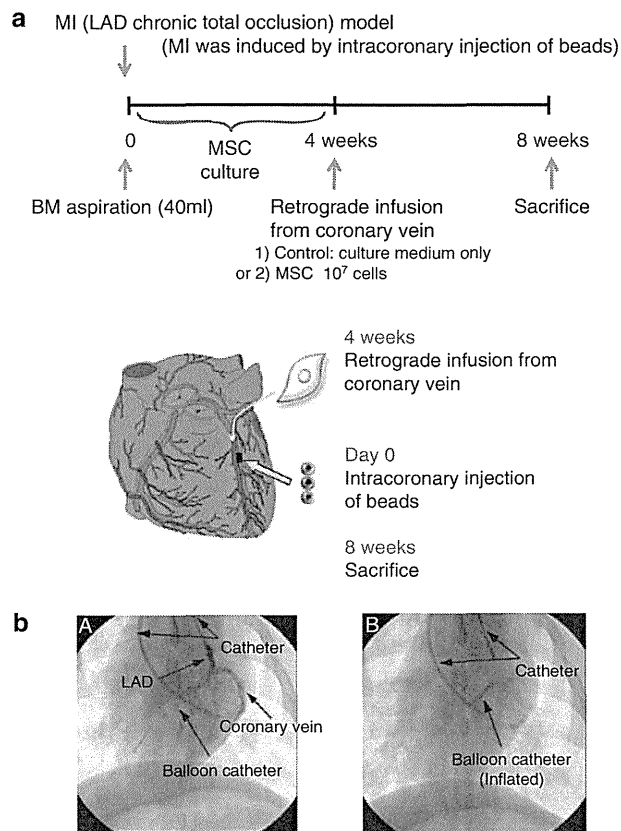 a
MI (LAD chronic total occlusion) model
(MI was induced by intracoronary injection of beads)
0
MSC
culture
4 weeks
8 weeks
BM aspiration (40ml)
Retrograde infusion
from coronary vein
1) Control: culture medium only
or 2) MSC 10⁷ cells
Sacrifice
4 weeks
Retrograde infusion from
coronary vein
Day 0
Intracoronary injection
of beads
8 weeks
Sacrifice
b
A
Catheter
LAD
Coronary vein
Balloon catheter
B
Catheter
Balloon catheter
(Inflated)